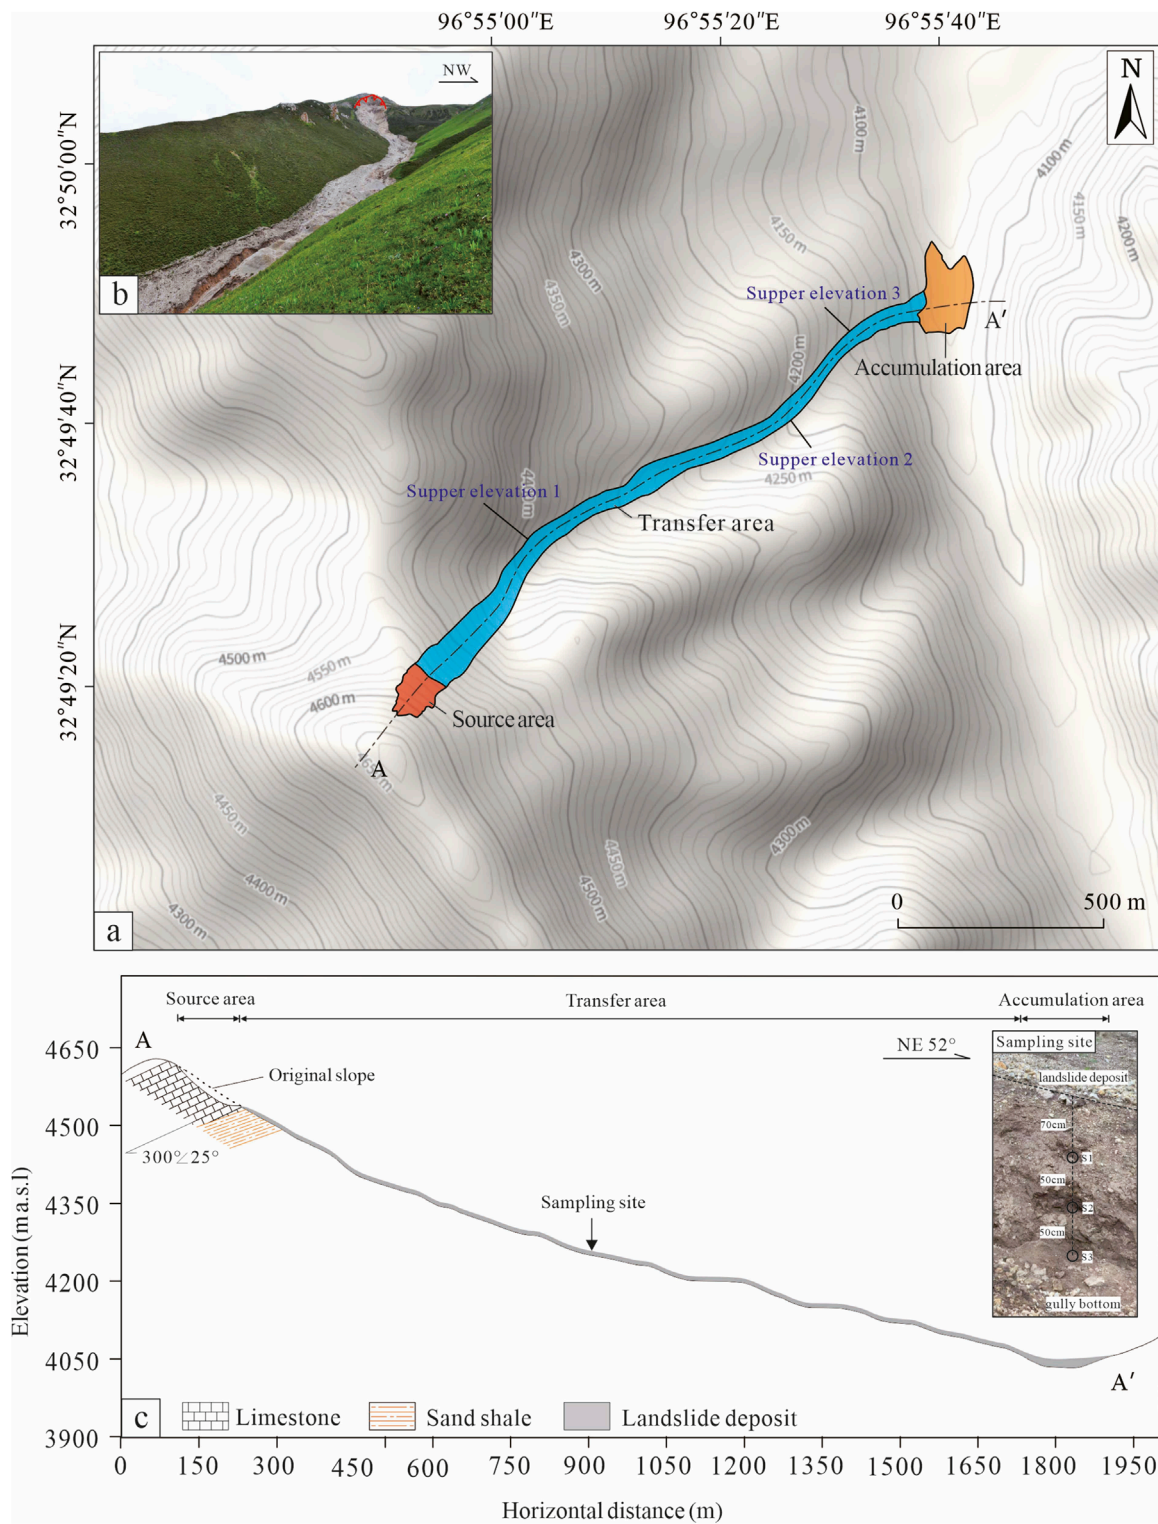 96°55′00″E
96°55′20″E
96°55′40″E
32°50′00″N
32°49′40″N
32°49′20″N
NW
b
N
4100 m
4100 m
4150 m
4200 m
4150 m
4300 m
4350 m
Supper elevation 3
A′
4200 m
Accumulation area
Supper elevation 2
4250 m
Supper elevation 1
Transfer area
4500 m
4550 m
4600 m
Source area
A
4450 m
4300 m
4450 m
4400 m
4500 m
4300 m
0
500 m
a
Source area
Transfer area
Accumulation area
A
NE 52°
Sampling site
landslide deposit
70cm
S1
50cm
S2
50cm
S3
gully bottom
Original slope
300°∠25°
Sampling site
A′
Elevation (m a.s.l)
4650
4500
4350
4200
4050
3900
c
Limestone
Sand shale
Landslide deposit
0
150
300
450
600
750
900
1050
1200
1350
1500
1650
1800
1950
Horizontal distance (m)